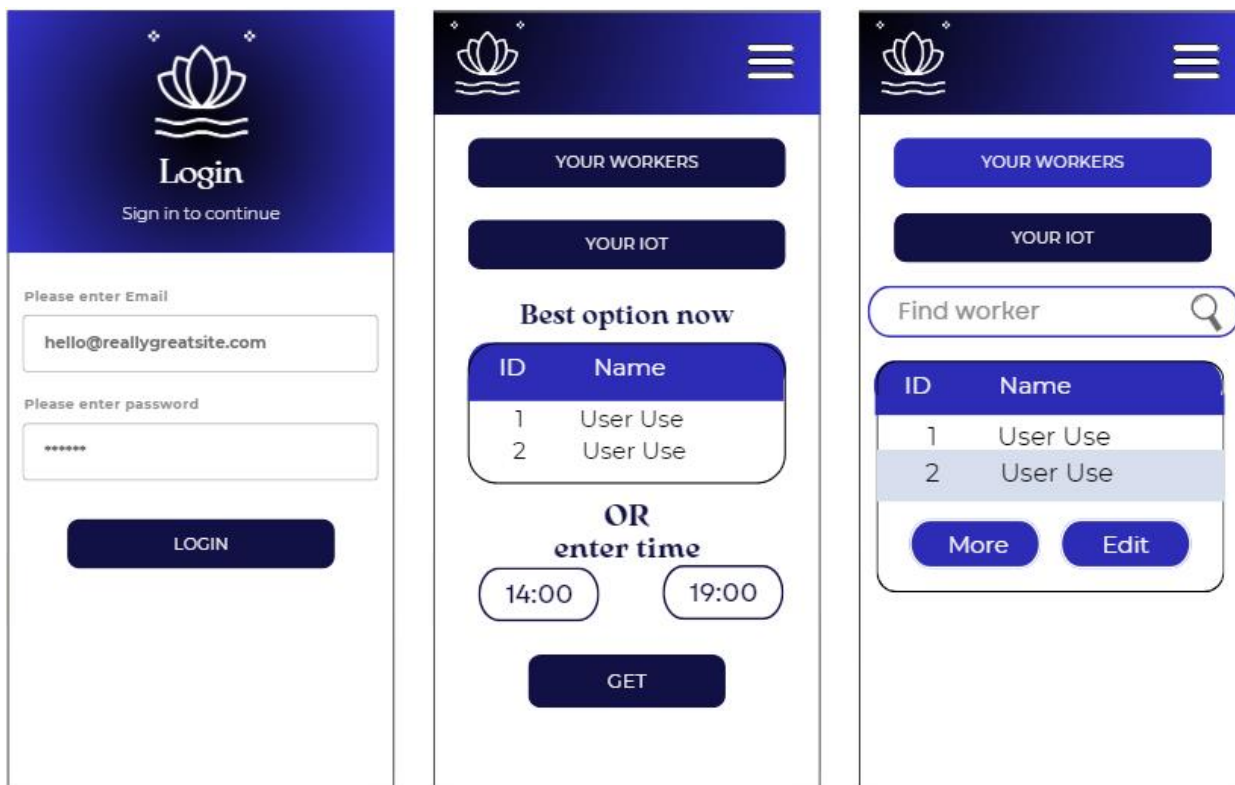 Login
Sign in to continue
Please enter Email
hello@reallygreatsite.com
Please enter password
******
LOGIN
YOUR WORKERS
YOUR IOT
Best option now
ID Name
1 User Use
2 User Use
OR
enter time
14:00 19:00
GET
YOUR WORKERS
YOUR IOT
Find worker
ID Name
1 User Use
2 User Use
More Edit